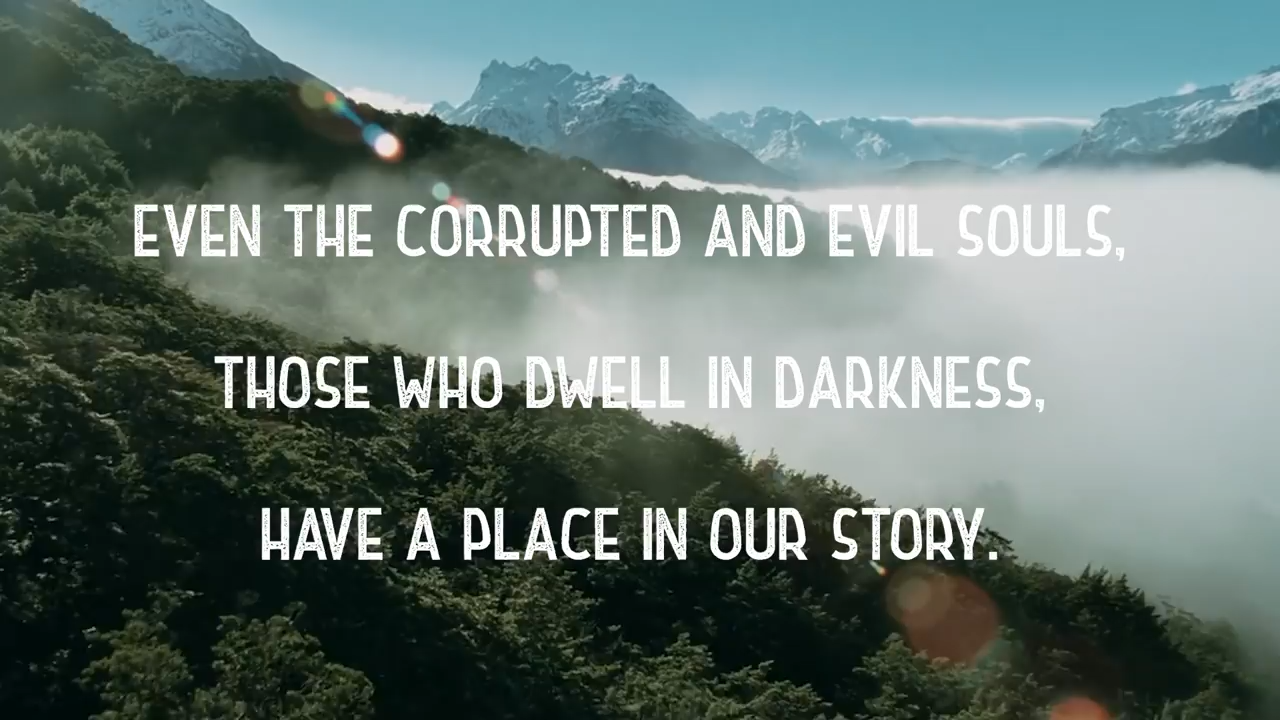 EVEN THE CORRUPTED AND EVIL SOULS,
THOSE WHO DWELL IN DARKNESS,
HAVE A PLACE IN OUR STORY.